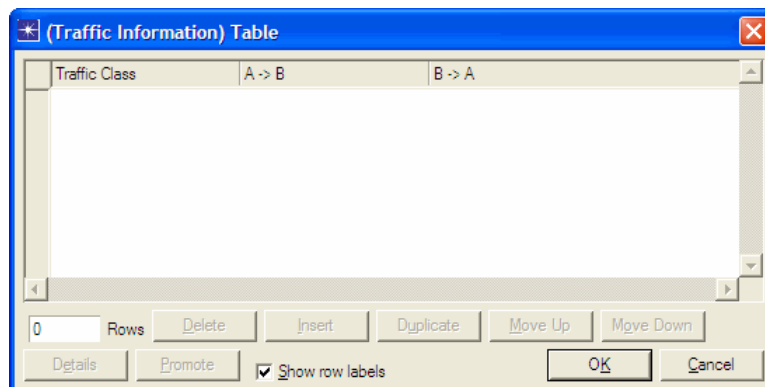 (Traffic Information) Table
Traffic Class A -> B B -> A
0 Rows Delete Insert Duplicate Move Up Move Down
Details Promote Show row labels OK Cancel